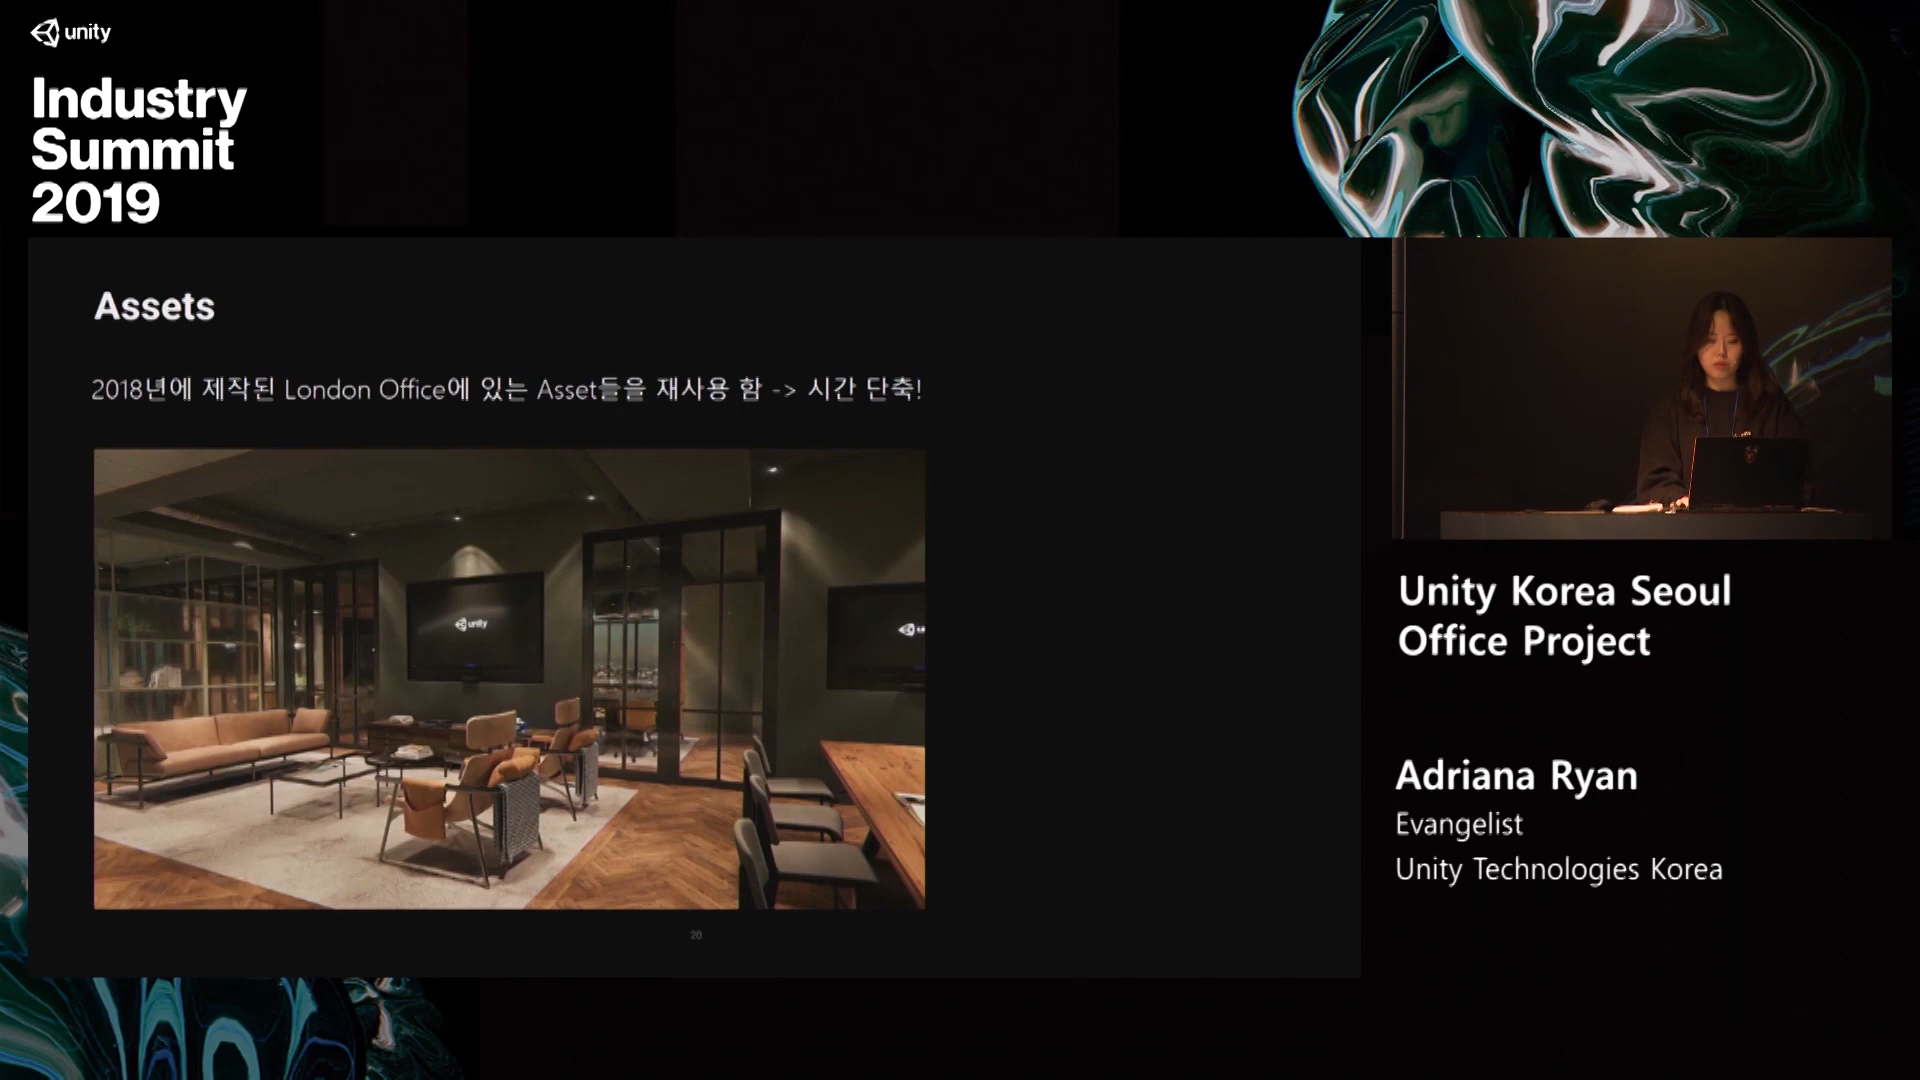 unity
Industry
Summit
2019
Assets
2018년에 제작된 London Office에 있는 Asset들을 재사용 함 -> 시간 단축!
unity
20
Unity Korea Seoul
Office Project
Adriana Ryan
Evangelist
Unity Technologies Korea